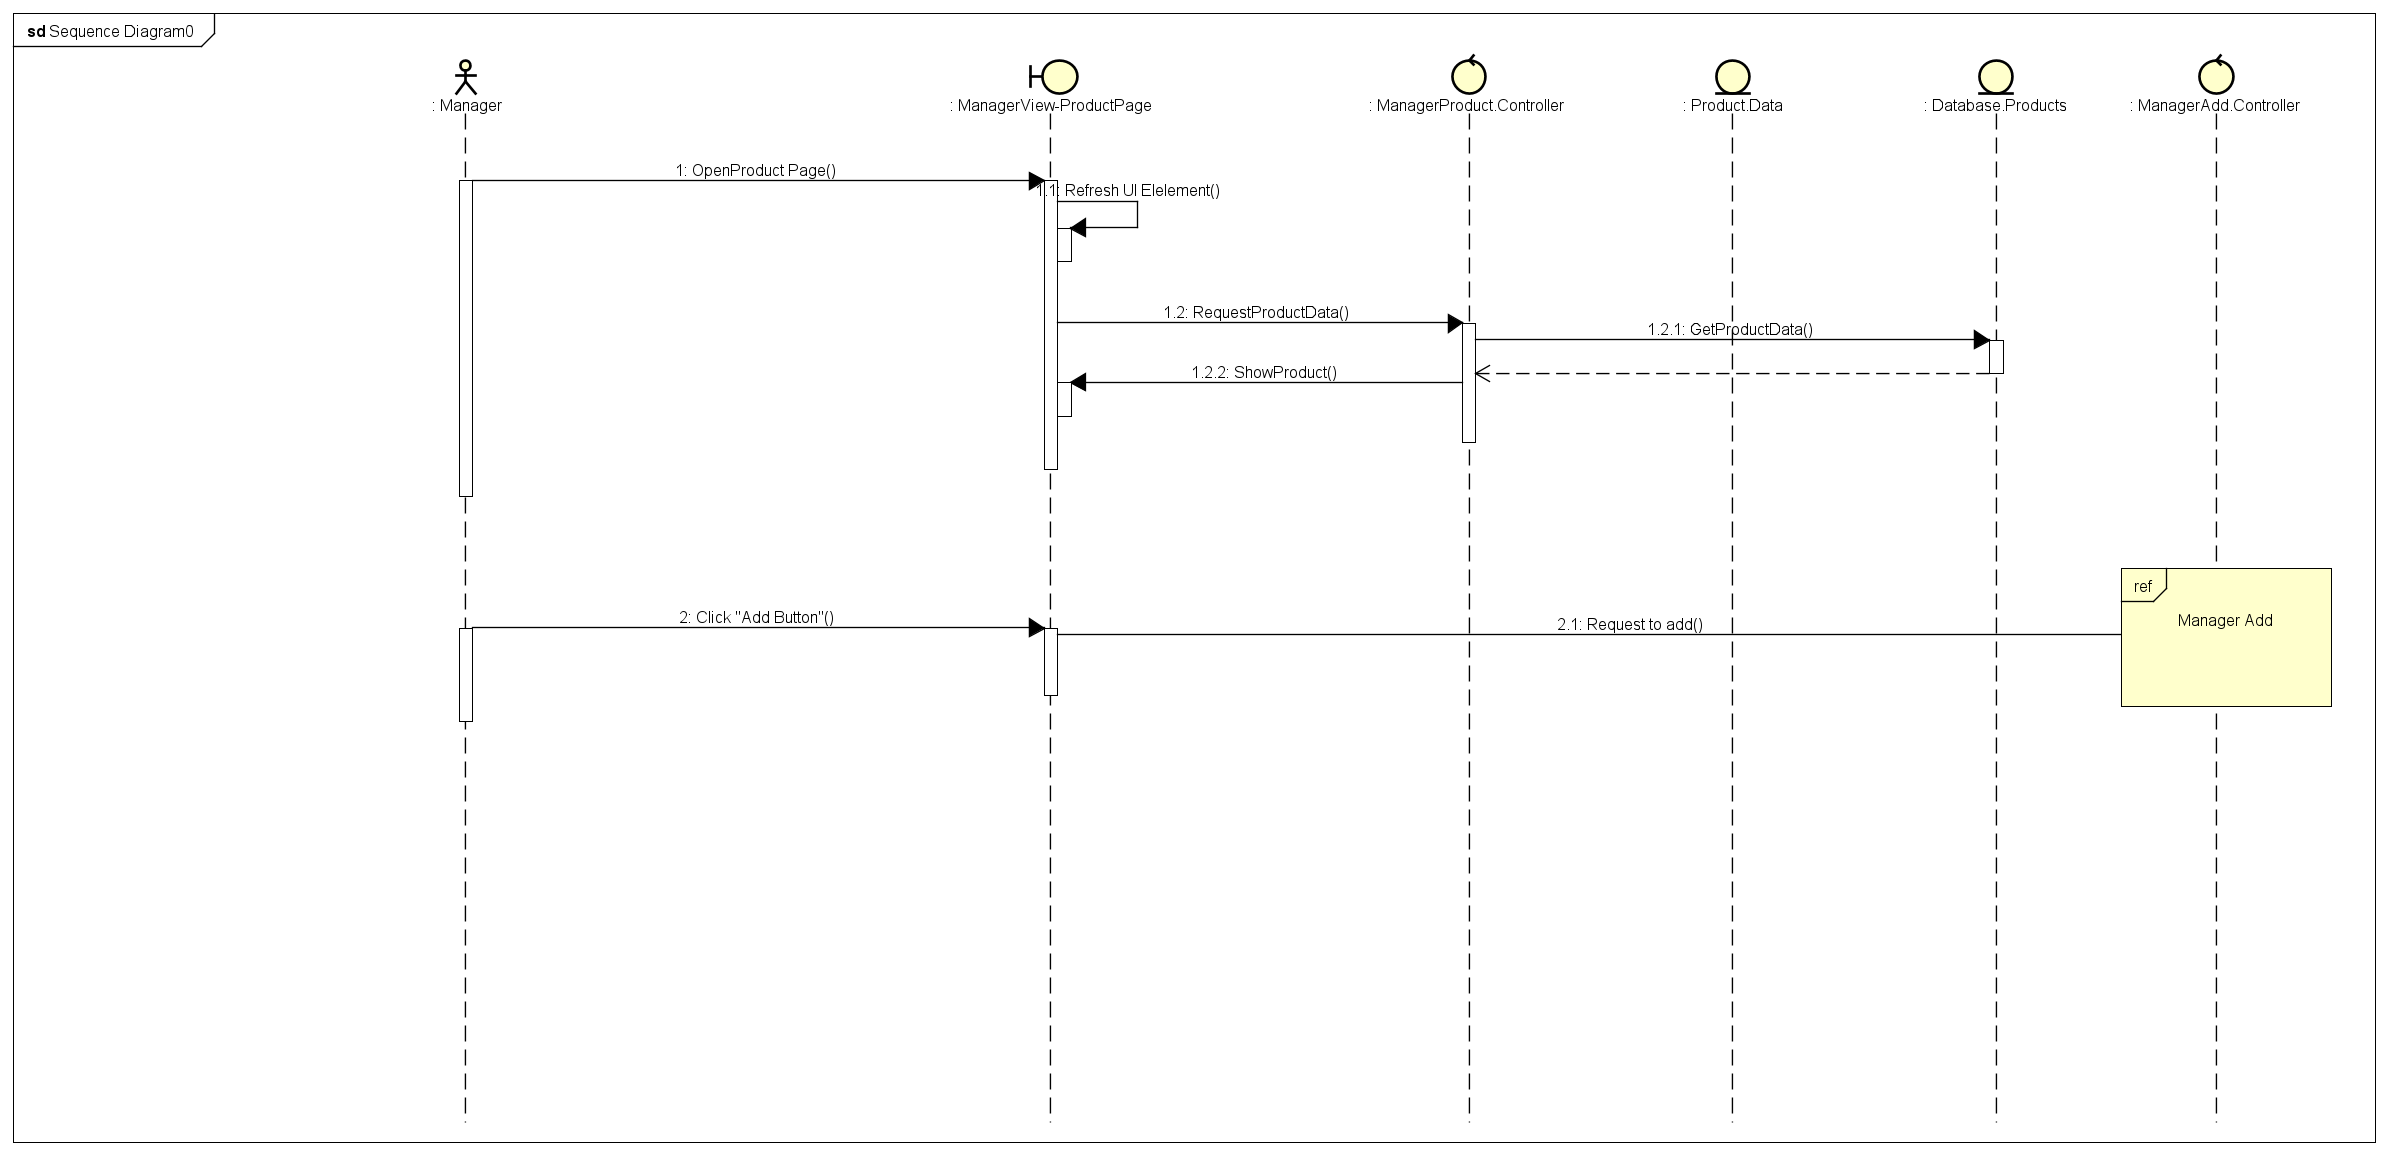 sd Sequence Diagram0
: Manager
: ManagerView-ProductPage
: ManagerProduct.Controller
: Product.Data
: Database.Products
: ManagerAdd.Controller
1: OpenProduct Page()
1.1: Refresh UI Elelement()
1.2: RequestProductData()
1.2.1: GetProductData()
1.2.2: ShowProduct()
ref
2: Click "Add Button"()
2.1: Request to add()
Manager Add